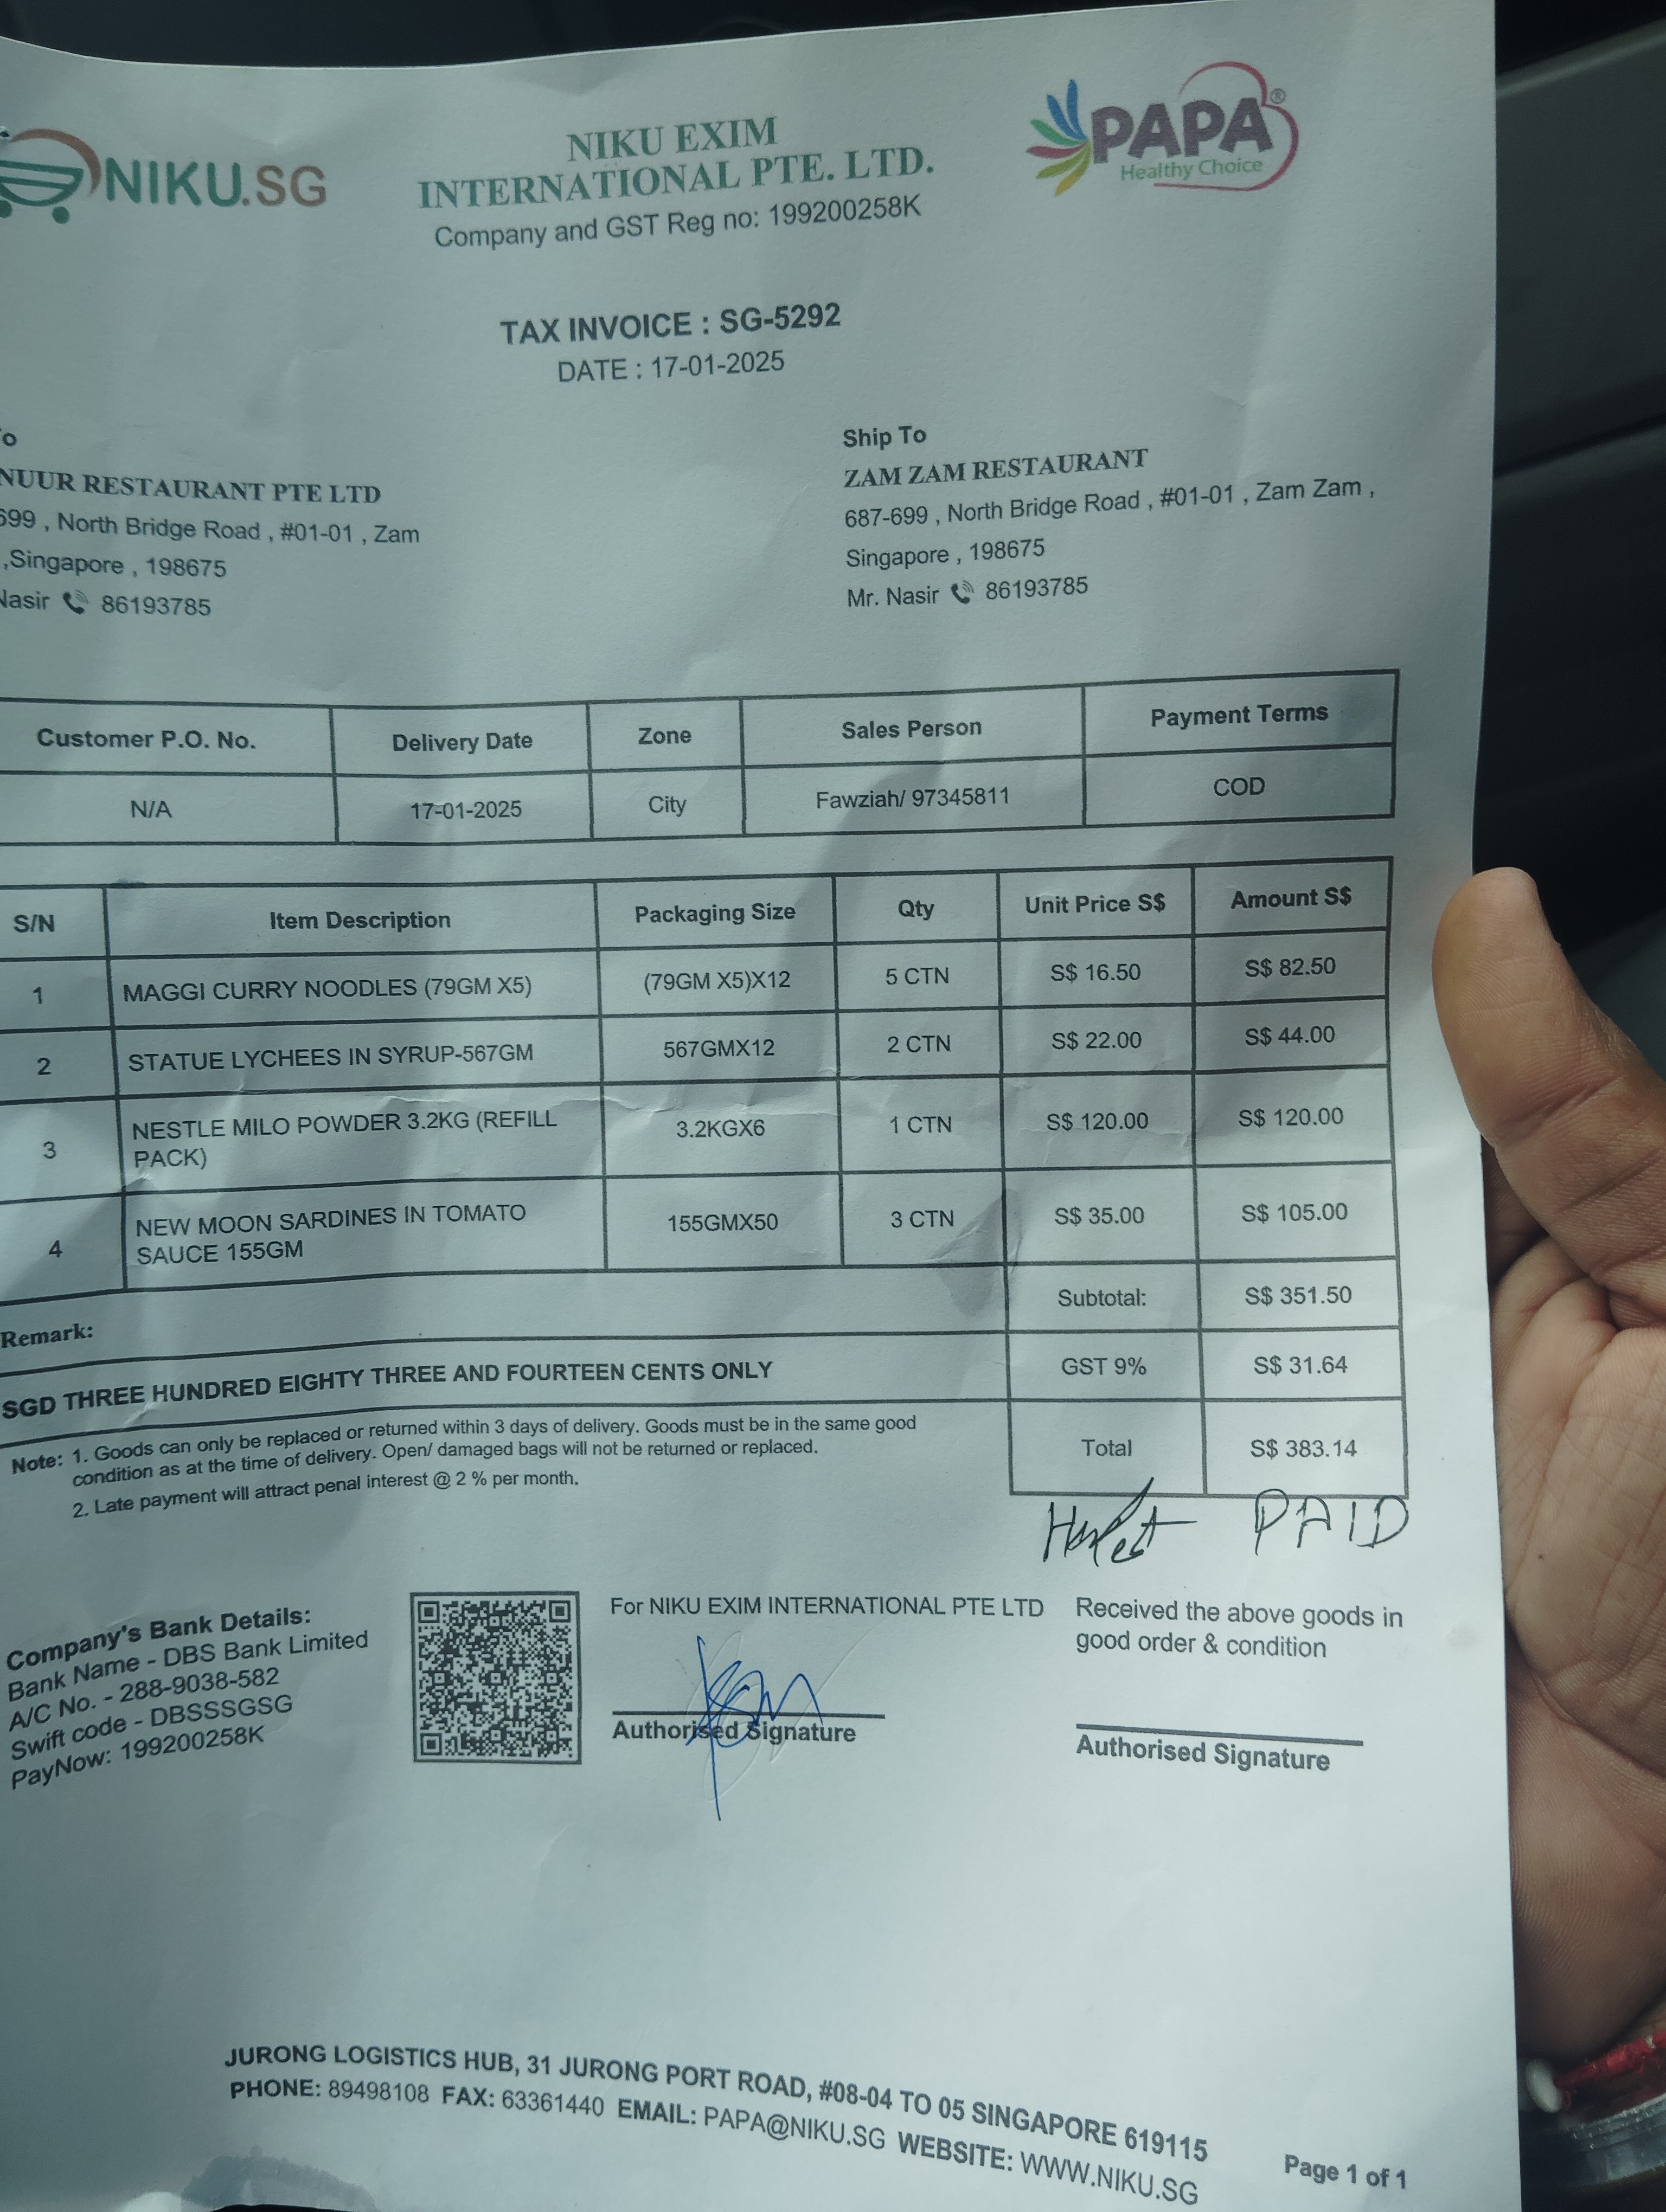 NIKU.SG
NIKU EXIM
INTERNATIONAL PTE. LTD.
Company and GST Reg no: 199200258K
PAPA®
Healthy Choice
TAX INVOICE : SG-5292
DATE : 17-01-2025
NUUR RESTAURANT PTE LTD
699 , North Bridge Road , #01-01 , Zam
,Singapore , 198675
Nasir 86193785
Ship To
ZAM ZAM RESTAURANT
687-699 , North Bridge Road , #01-01 , Zam Zam ,
Singapore , 198675
Mr. Nasir 86193785
Customer P.O. No. Delivery Date Zone Sales Person Payment Terms
N/A 17-01-2025 City Fawziah/ 97345811 COD
S/N Item Description Packaging Size Qty Unit Price S$ Amount S$
1 MAGGI CURRY NOODLES (79GM X5) (79GM X5)X12 5 CTN S$ 16.50 S$ 82.50
2 STATUE LYCHEES IN SYRUP-567GM 567GMX12 2 CTN S$ 22.00 S$ 44.00
3 NESTLE MILO POWDER 3.2KG (REFILL 3.2KGX6 1 CTN S$ 120.00 S$ 120.00
PACK)
4 NEW MOON SARDINES IN TOMATO 155GMX50 3 CTN S$ 35.00 S$ 105.00
SAUCE 155GM
Remark:
Subtotal: S$ 351.50
SGD THREE HUNDRED EIGHTY THREE AND FOURTEEN CENTS ONLY
GST 9% S$ 31.64
Note: 1. Goods can only be replaced or returned within 3 days of delivery. Goods must be in the same good
condition as at the time of delivery. Open/ damaged bags will not be returned or replaced.
2. Late payment will attract penal interest @ 2 % per month.
Total S$ 383.14
PAID
Company's Bank Details:
Bank Name - DBS Bank Limited
A/C No. - 288-9038-582
Swift code - DBSSSGSG
PayNow: 199200258K
For NIKU EXIM INTERNATIONAL PTE LTD
Authorised Signature
Received the above goods in
good order & condition
Authorised Signature
JURONG LOGISTICS HUB, 31 JURONG PORT ROAD, #08-04 TO 05 SINGAPORE 619115
PHONE: 89498108 FAX: 63361440 EMAIL: PAPA@NIKU.SG WEBSITE: WWW.NIKU.SG
Page 1 of 1